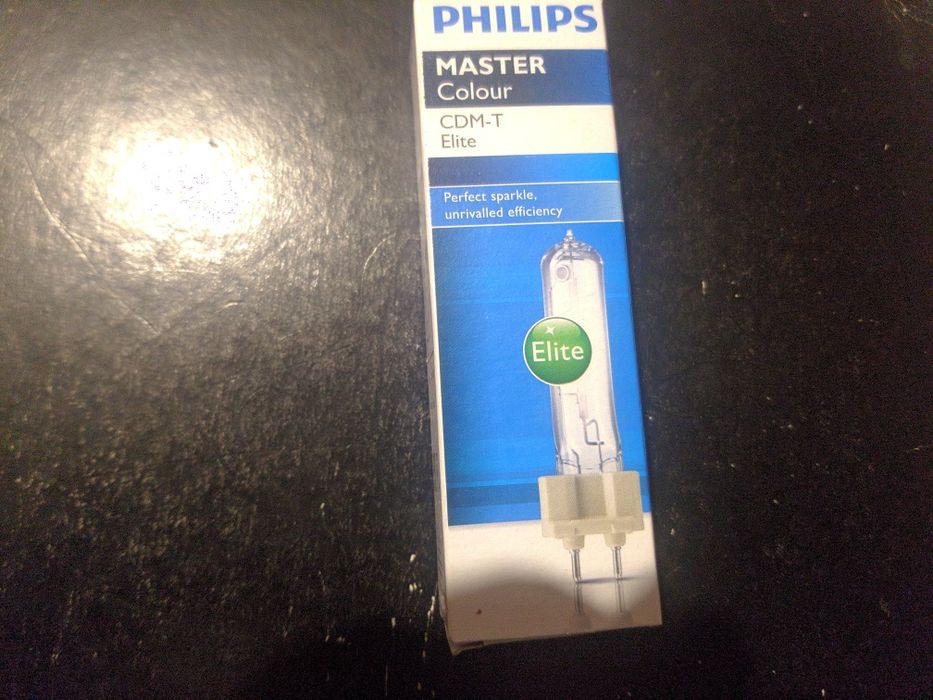 PHILIPS
MASTER
Colour
CDM-T
Elite
Perfect sparkle,
unrivalled efficiency
Elite